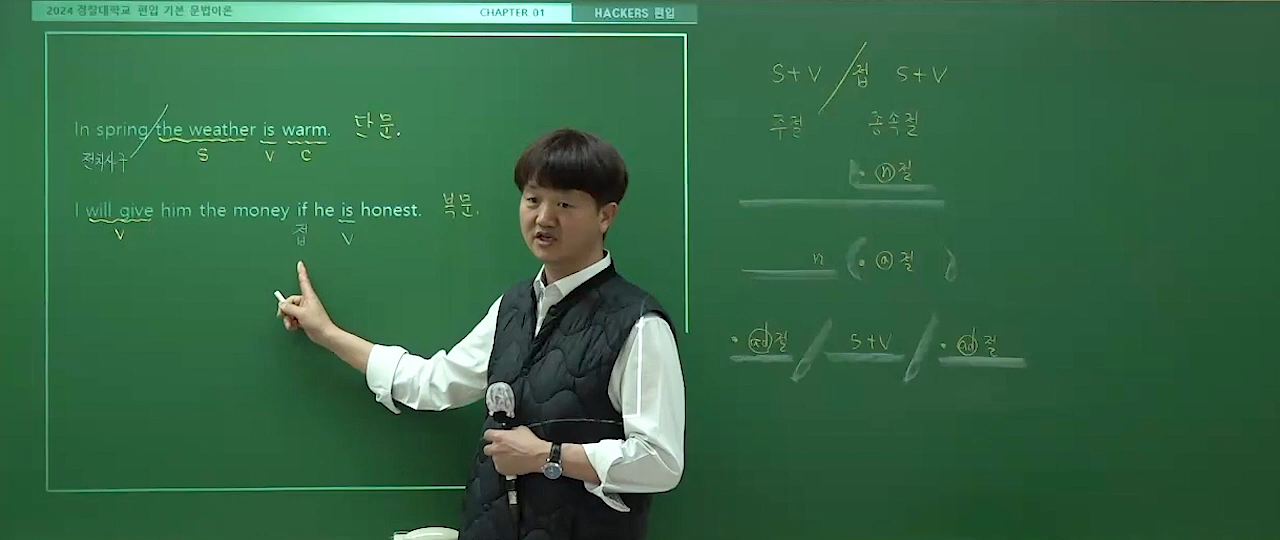 2024 경찰대학교 편입 기본 문법이론
CHAPTER 01
HACKERS 편입
In spring the weather is warm. 단문.
전치사구 S V C
I will give him the money if he is honest. 복문.
V 접 V
S+V 접 S+V
주절 종속절
n절
n a절
ad절 S+V ad절